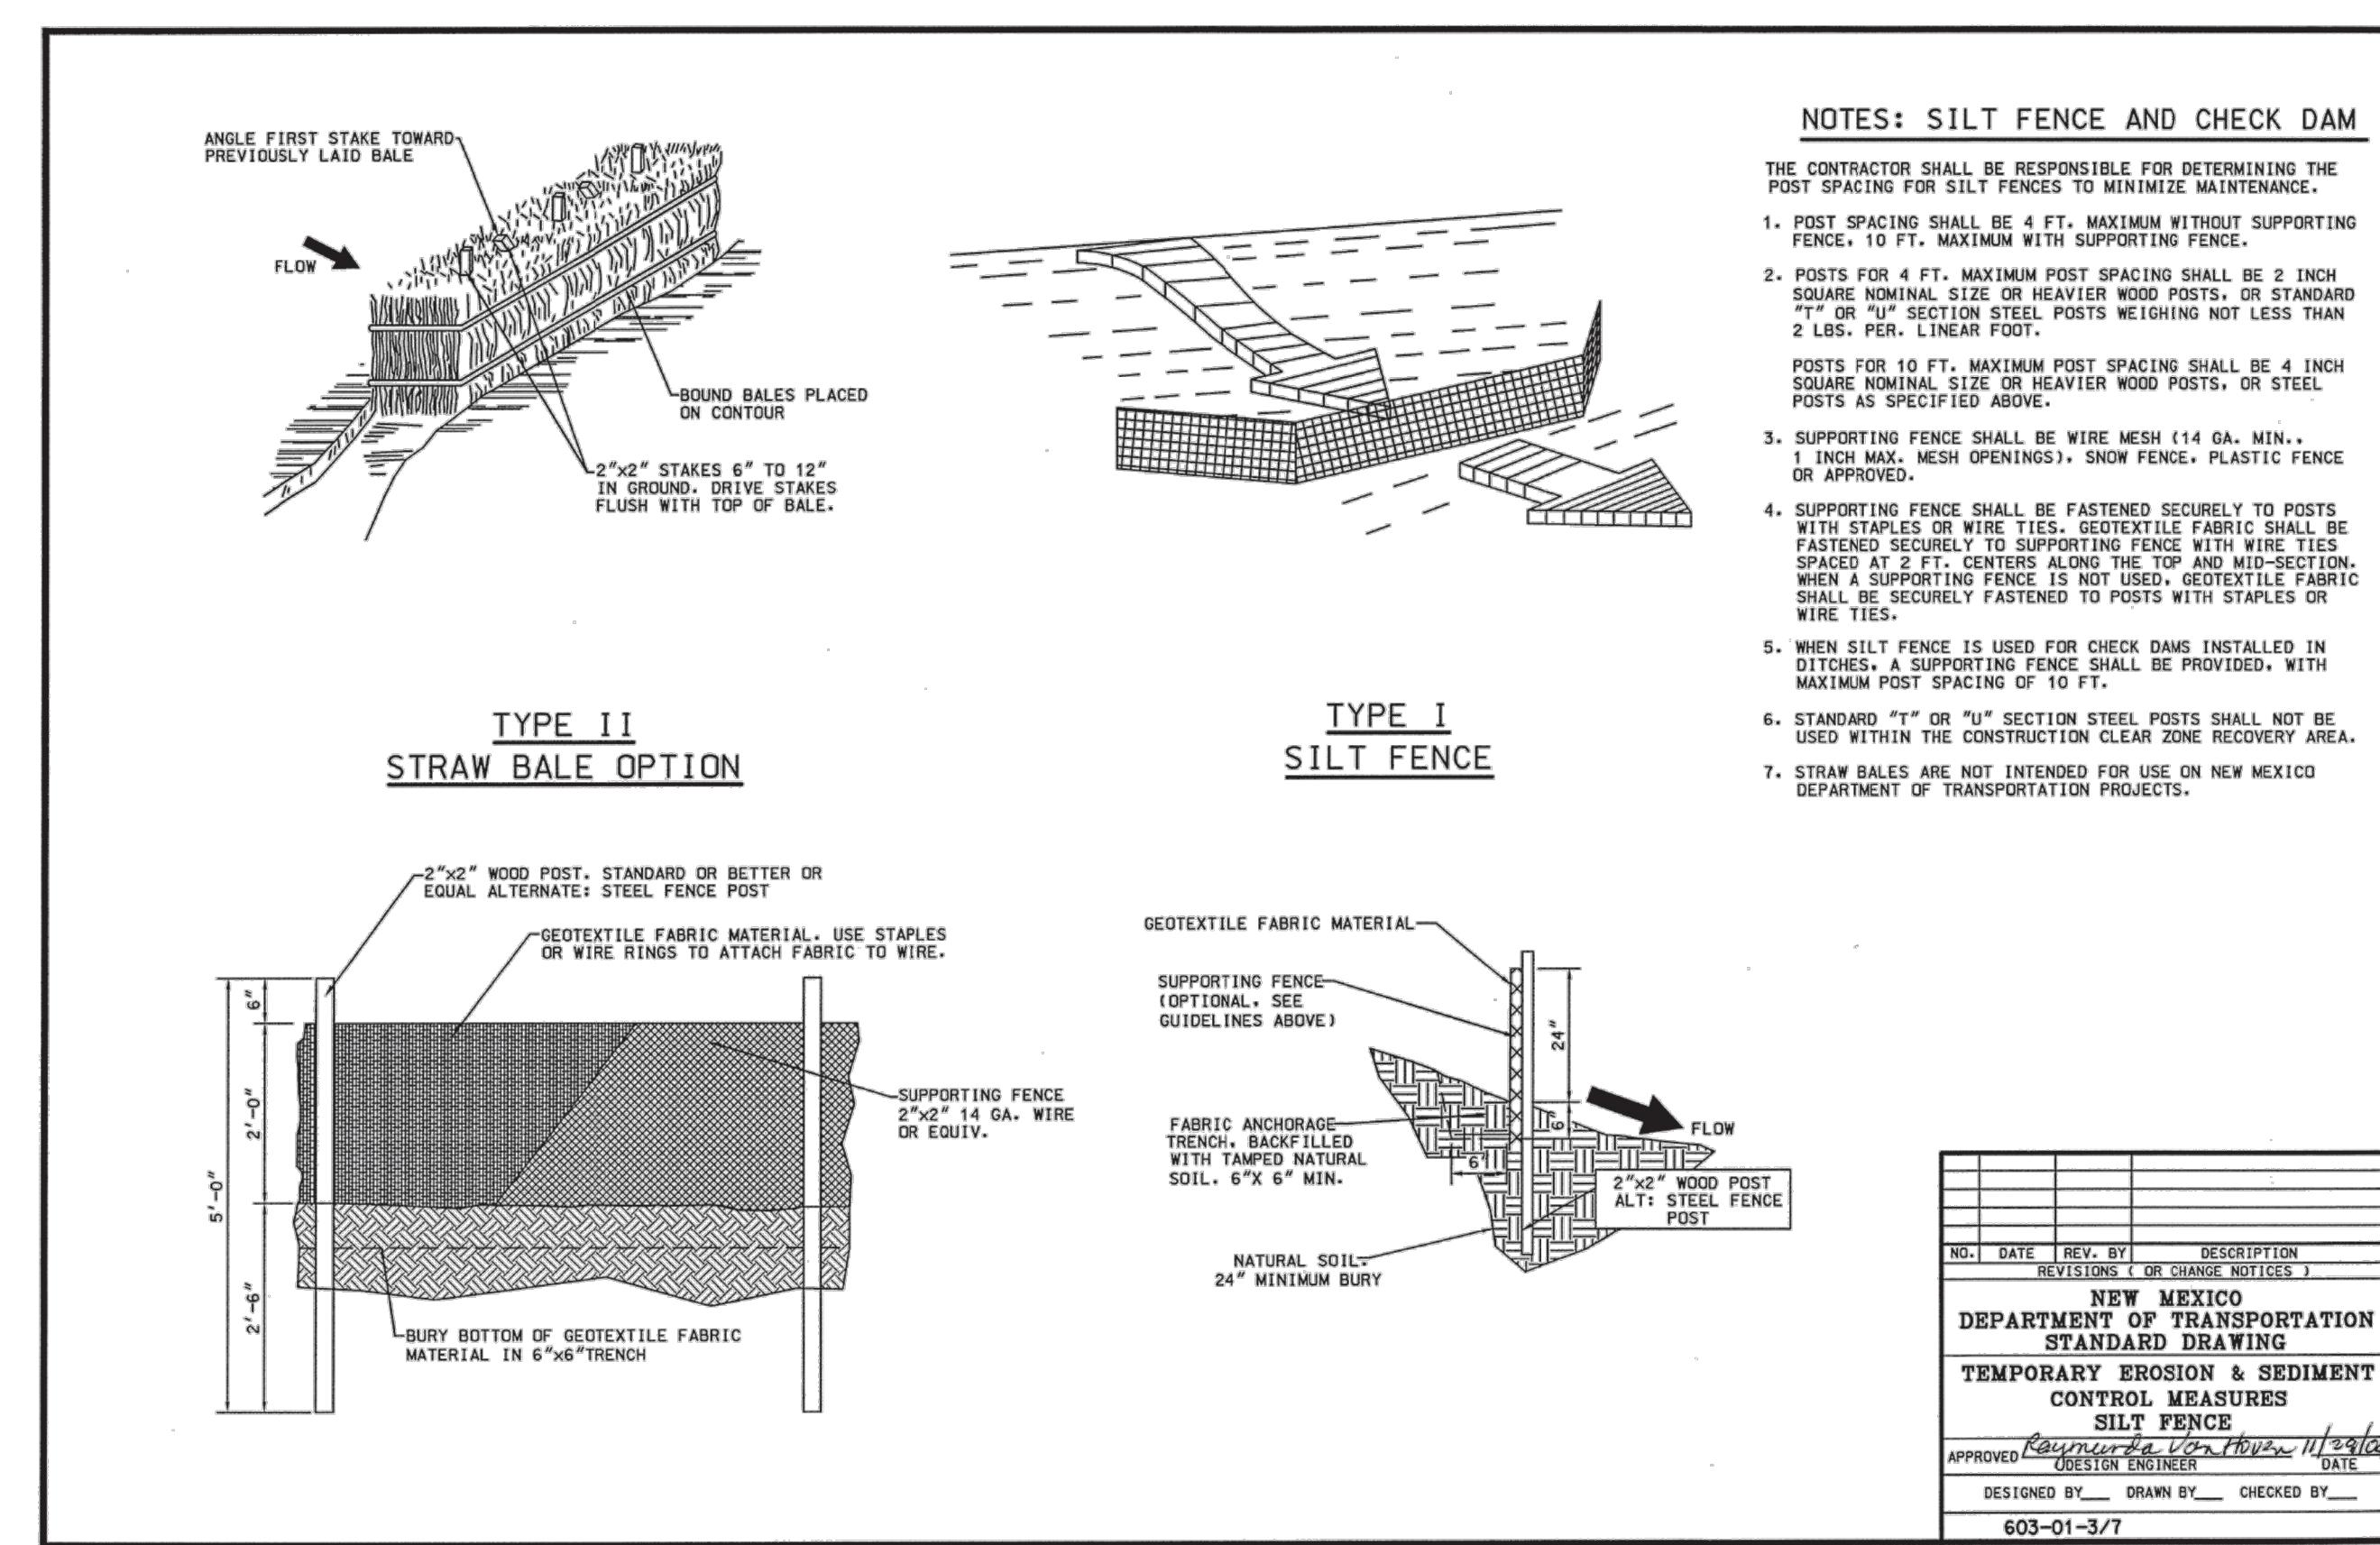 ANGLE FIRST STAKE TOWARD
PREVIOUSLY LAID BALE
FLOW
BOUND BALES PLACED
ON CONTOUR
2"x2" STAKES 6" TO 12"
IN GROUND. DRIVE STAKES
FLUSH WITH TOP OF BALE.
TYPE II
STRAW BALE OPTION
TYPE I
SILT FENCE
NOTES: SILT FENCE AND CHECK DAM
THE CONTRACTOR SHALL BE RESPONSIBLE FOR DETERMINING THE
POST SPACING FOR SILT FENCES TO MINIMIZE MAINTENANCE.
1. POST SPACING SHALL BE 4 FT. MAXIMUM WITHOUT SUPPORTING
FENCE, 10 FT. MAXIMUM WITH SUPPORTING FENCE.
2. POSTS FOR 4 FT. MAXIMUM POST SPACING SHALL BE 2 INCH
SQUARE NOMINAL SIZE OR HEAVIER WOOD POSTS, OR STANDARD
"T" OR "U" SECTION STEEL POSTS WEIGHING NOT LESS THAN
2 LBS. PER. LINEAR FOOT.
POSTS FOR 10 FT. MAXIMUM POST SPACING SHALL BE 4 INCH
SQUARE NOMINAL SIZE OR HEAVIER WOOD POSTS, OR STEEL
POSTS AS SPECIFIED ABOVE.
3. SUPPORTING FENCE SHALL BE WIRE MESH (14 GA. MIN.,
1 INCH MAX. MESH OPENINGS), SNOW FENCE, PLASTIC FENCE
OR APPROVED.
4. SUPPORTING FENCE SHALL BE FASTENED SECURELY TO POSTS
WITH STAPLES OR WIRE TIES. GEOTEXTILE FABRIC SHALL BE
FASTENED SECURELY TO SUPPORTING FENCE WITH WIRE TIES
SPACED AT 2 FT. CENTERS ALONG THE TOP AND MID-SECTION.
WHEN A SUPPORTING FENCE IS NOT USED, GEOTEXTILE FABRIC
SHALL BE SECURELY FASTENED TO POSTS WITH STAPLES OR
WIRE TIES.
5. WHEN SILT FENCE IS USED FOR CHECK DAMS INSTALLED IN
DITCHES, A SUPPORTING FENCE SHALL BE PROVIDED, WITH
MAXIMUM POST SPACING OF 10 FT.
6. STANDARD "T" OR "U" SECTION STEEL POSTS SHALL NOT BE
USED WITHIN THE CONSTRUCTION CLEAR ZONE RECOVERY AREA.
7. STRAW BALES ARE NOT INTENDED FOR USE ON NEW MEXICO
DEPARTMENT OF TRANSPORTATION PROJECTS.
2"x2" WOOD POST. STANDARD OR BETTER OR
EQUAL ALTERNATE: STEEL FENCE POST
GEOTEXTILE FABRIC MATERIAL. USE STAPLES
OR WIRE RINGS TO ATTACH FABRIC TO WIRE.
6"
2'-0"
5'-0"
2'-6"
SUPPORTING FENCE
2"x2" 14 GA. WIRE
OR EQUIV.
BURY BOTTOM OF GEOTEXTILE FABRIC
MATERIAL IN 6"x6"TRENCH
GEOTEXTILE FABRIC MATERIAL
SUPPORTING FENCE
(OPTIONAL, SEE
GUIDELINES ABOVE)
24"
6"
FLOW
FABRIC ANCHORAGE
TRENCH. BACKFILLED
WITH TAMPED NATURAL
SOIL. 6"X 6" MIN.
6"
2"x2" WOOD POST
ALT: STEEL FENCE
POST
NATURAL SOIL.
24" MINIMUM BURY
NO. DATE REV. BY DESCRIPTION
REVISIONS ( OR CHANGE NOTICES )
NEW MEXICO
DEPARTMENT OF TRANSPORTATION
STANDARD DRAWING
TEMPORARY EROSION & SEDIMENT
CONTROL MEASURES
SILT FENCE
APPROVED Raymunda Van Hoven 11/29/
DESIGN ENGINEER DATE
DESIGNED BY___ DRAWN BY___ CHECKED BY___
603-01-3/7